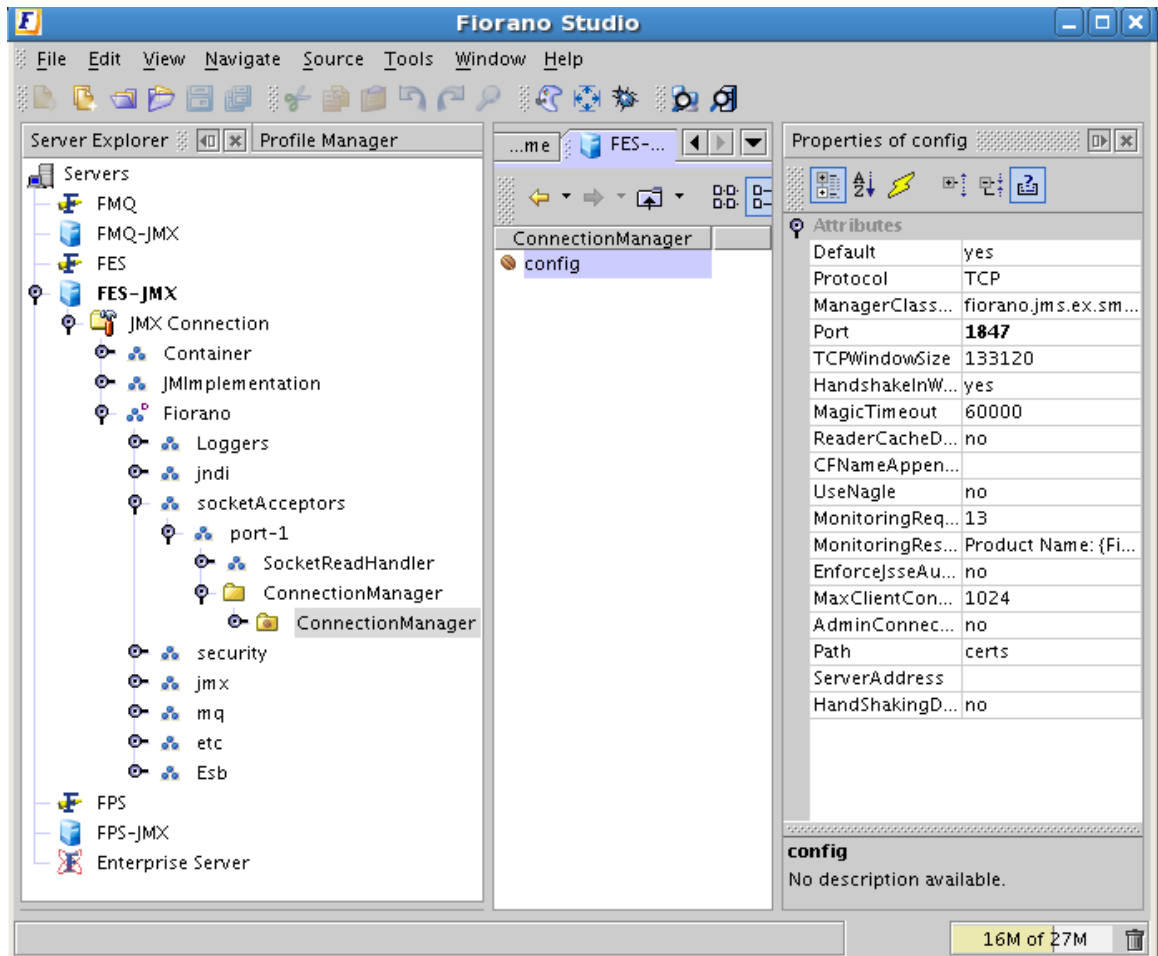 Fiorano Studio
File Edit View Navigate Source Tools Window Help
Server Explorer Profile Manager
Servers
FMQ
FMQ-JMX
FES
FES-JMX
JMX Connection
Container
JMImplementation
Fiorano
Loggers
jndi
socketAcceptors
port-1
SocketReadHandler
ConnectionManager
ConnectionManager
security
jmx
mq
etc
Esb
FPS
FPS-JMX
Enterprise Server
...me FES-...
ConnectionManager
config
Properties of config
Attributes
Default yes
Protocol TCP
ManagerClass... fiorano.jms.ex.sm...
Port 1847
TCPWindowSize 133120
HandshakeInW... yes
MagicTimeout 60000
ReaderCacheD... no
CFNameAppen...
UseNagle no
MonitoringReq... 13
MonitoringRes... Product Name: {Fi...
EnforceJsseAu... no
MaxClientCon... 1024
AdminConnec... no
Path certs
ServerAddress
HandShakingD... no
config
No description available.
16M of 27M